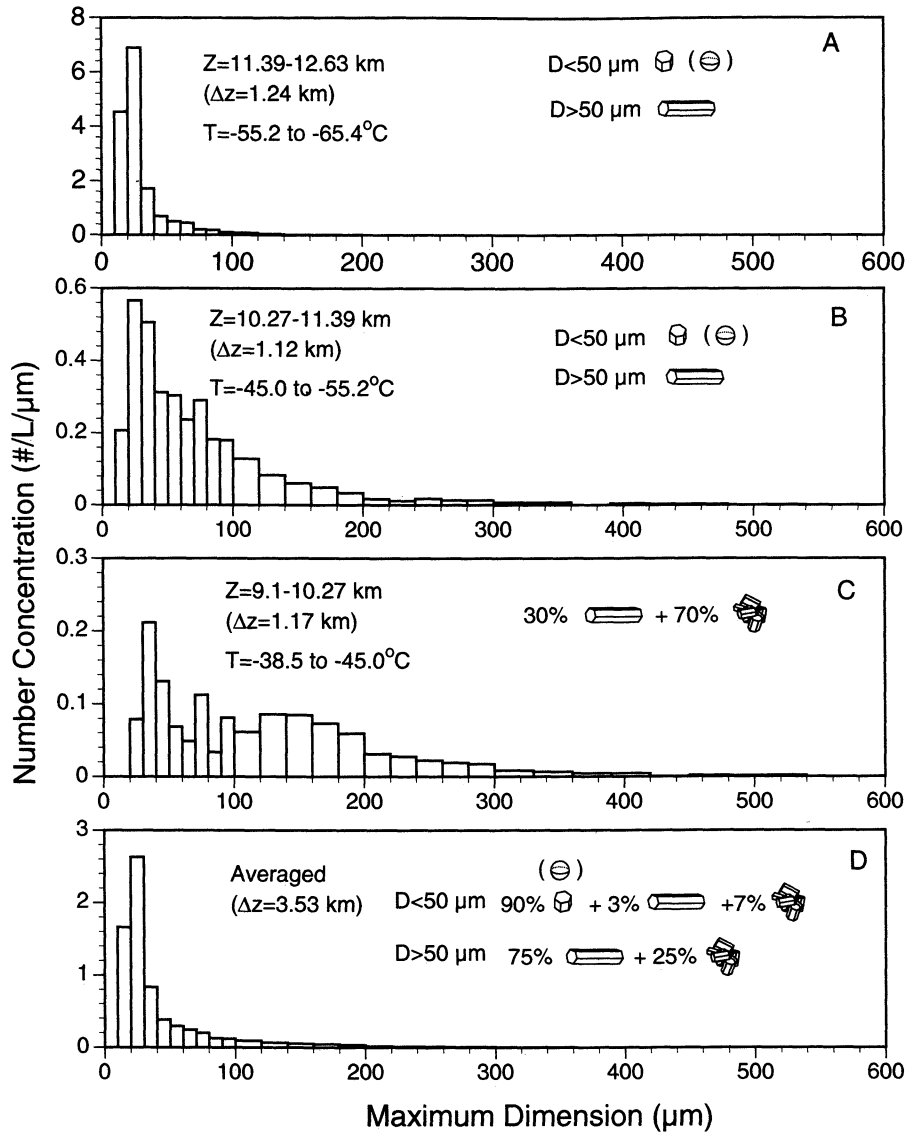 Number Concentration (#/L/µm)
8
6
4
2
0
A
Z=11.39-12.63 km
(Δz=1.24 km)
T=-55.2 to -65.4°C
D<50 µm ( )
D>50 µm
0 100 200 300 400 500 600
0.6
0.4
0.2
0
B
Z=10.27-11.39 km
(Δz=1.12 km)
T=-45.0 to -55.2°C
D<50 µm ( )
D>50 µm
0 100 200 300 400 500 600
0.3
0.2
0.1
0
C
Z=9.1-10.27 km
(Δz=1.17 km)
T=-38.5 to -45.0°C
30% + 70%
0 100 200 300 400 500 600
3
2
1
0
D
Averaged
(Δz=3.53 km)
( )
D<50 µm 90% + 3% +7%
D>50 µm 75% + 25%
0 100 200 300 400 500 600
Maximum Dimension (µm)